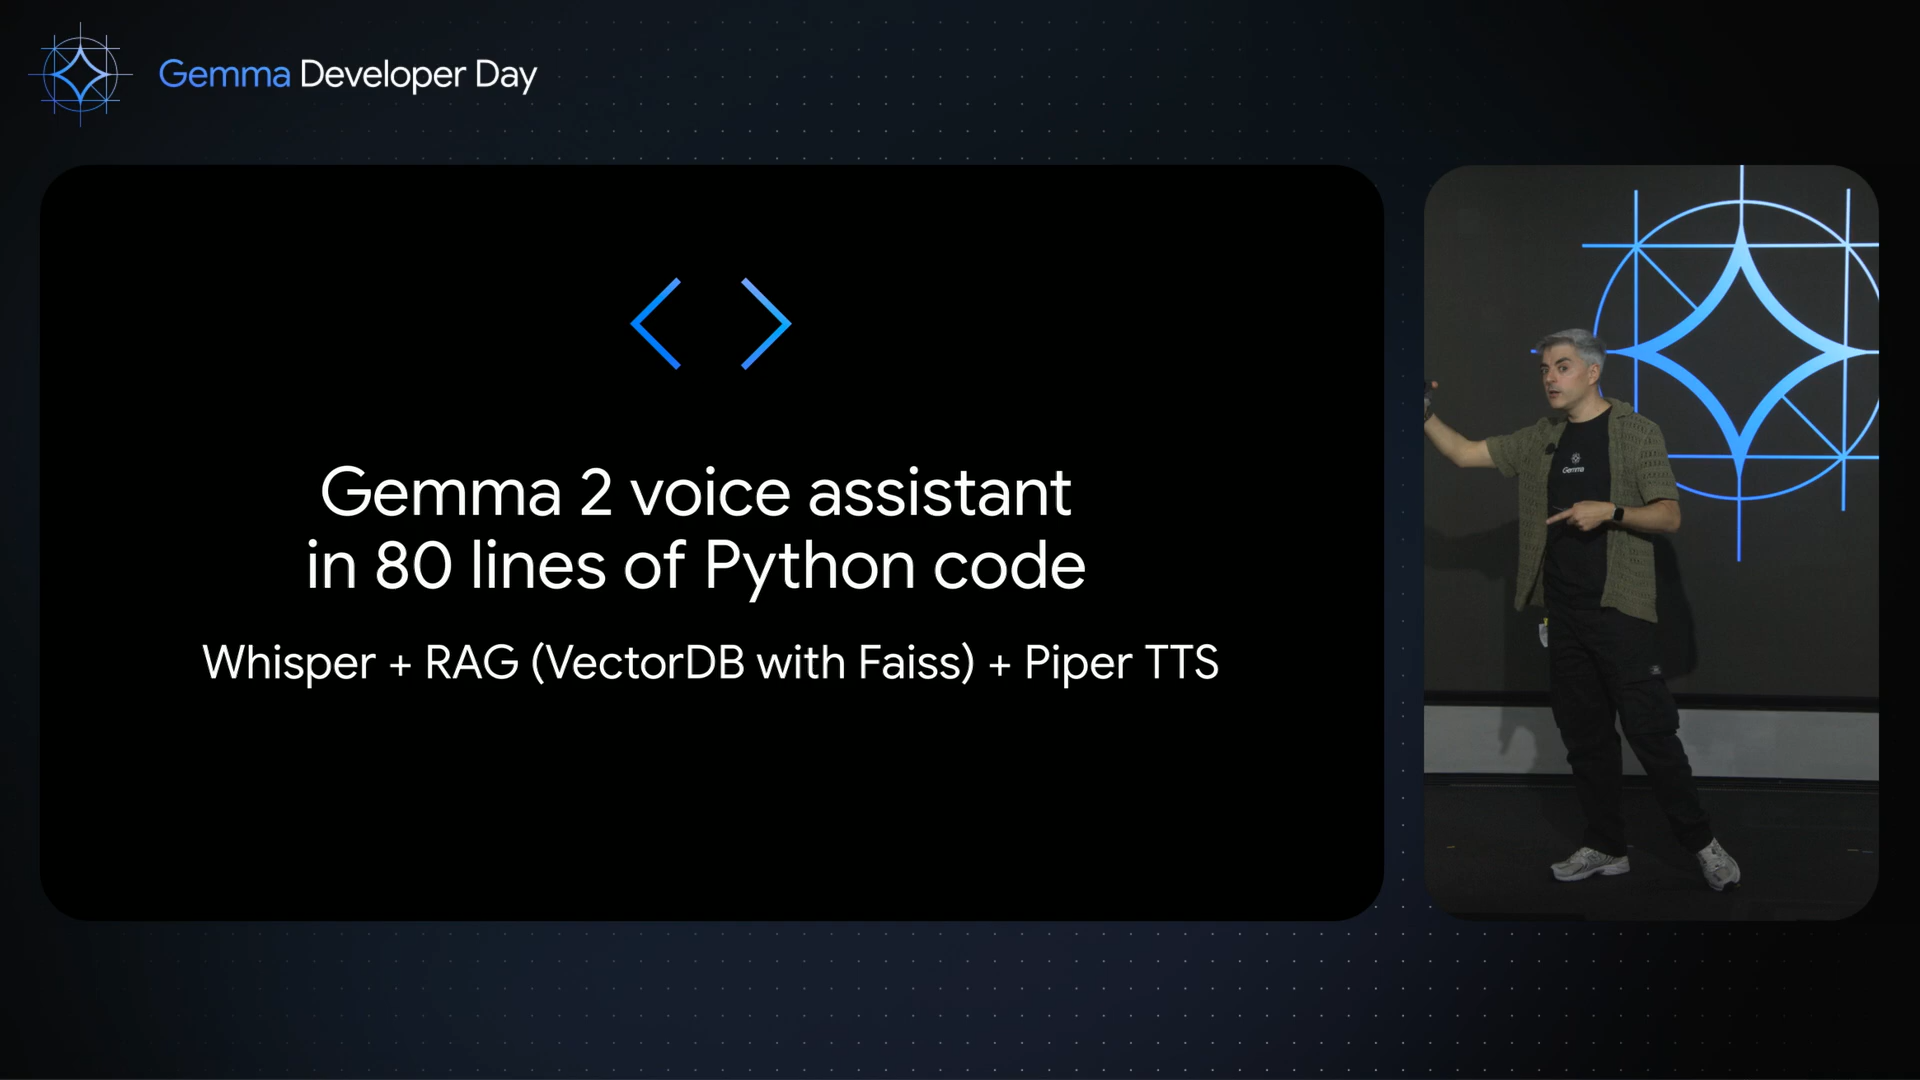 Gemma Developer Day
Gemma 2 voice assistant
in 80 lines of Python code
Whisper + RAG (VectorDB with Faiss) + Piper TTS
Gemma